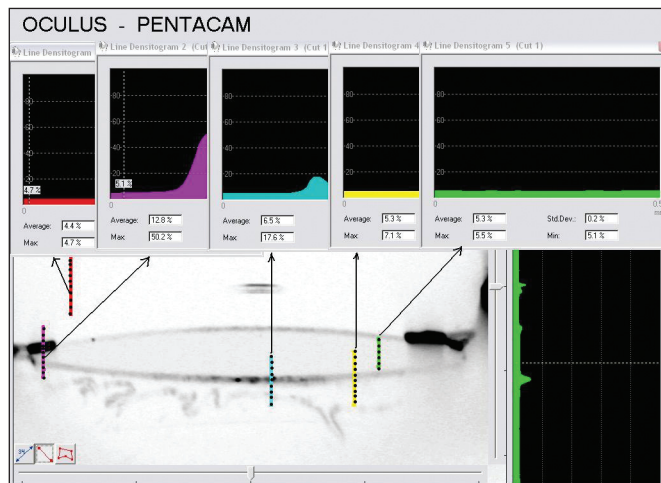 OCULUS - PENTACAM
Line Densitogram 2 (Cut
Line Densitogram 3 (Cut 1
Line Densitogram 4
Line Densitogram 5 (Cut 1)
80
60
40
20
4.7 %
0
Average: 4.4 %
Max: 4.7 %
80
60
40
20
5.1 %
0
Average: 12.8 %
Max: 50.2 %
80
60
40
20
0
Average: 6.5 %
Max: 17.6 %
80
60
40
20
0
Average: 5.3 %
Max: 7.1 %
80
60
40
20
0
0.5
Average: 5.3 %
Std.Dev.: 0.2 %
Max: 5.5 %
Min: 5.1 %